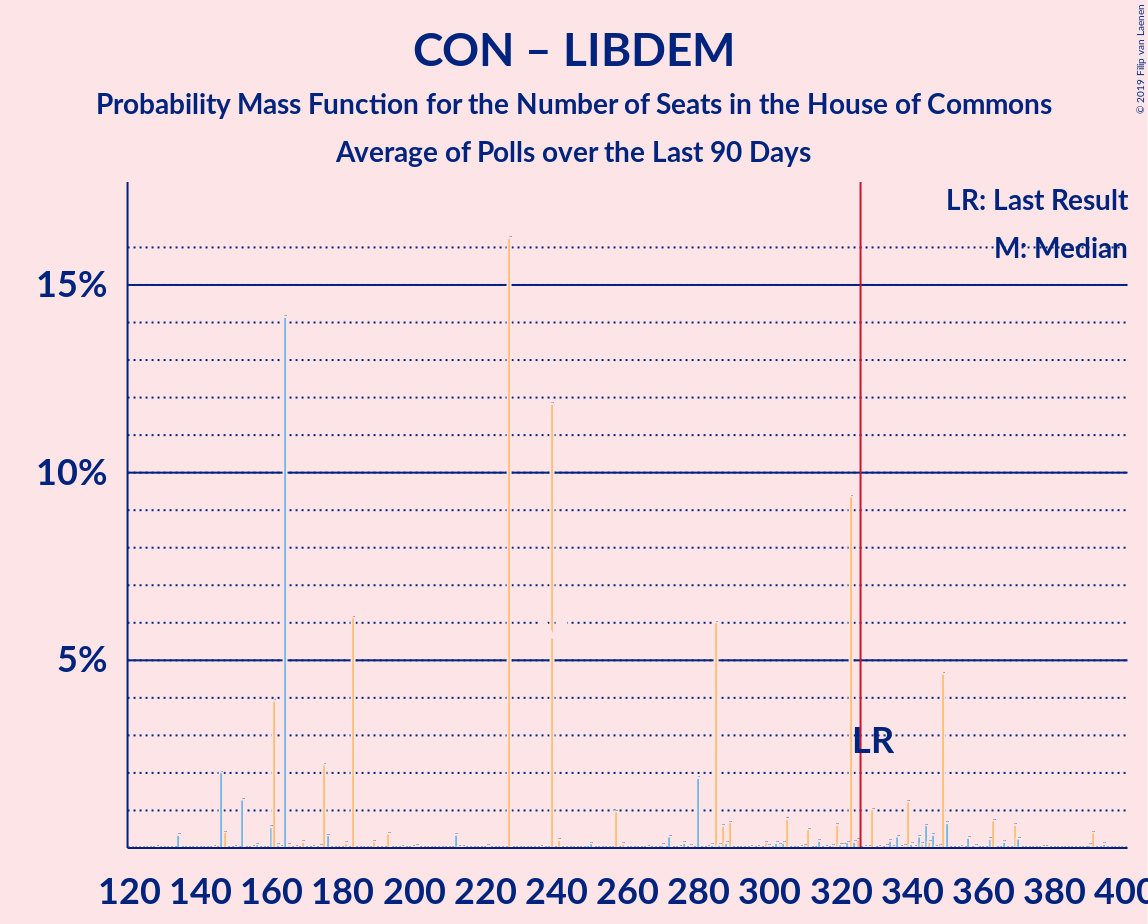 CON – LIBDEM
Probability Mass Function for the Number of Seats in the House of Commons
Average of Polls over the Last 90 Days
© 2019 Filip van Laenen
LR: Last Result
M: Median
15%
10%
5%
LR
120 140 160 180 200 220 240 260 280 300 320 340 360 380 400